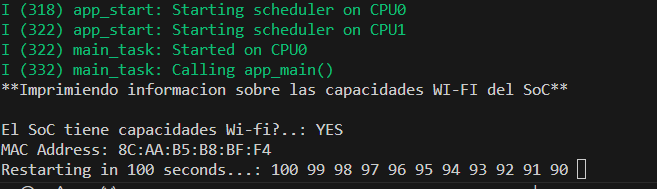 I (318) app_start: Starting scheduler on CPU0
I (322) app_start: Starting scheduler on CPU1
I (322) main_task: Started on CPU0
I (332) main_task: Calling app_main()
**Imprimiendo informacion sobre las capacidades WI-FI del SoC**
El SoC tiene capacidades Wi-fi?..: YES
MAC Address: 8C:AA:B5:B8:BF:F4
Restarting in 100 seconds...: 100 99 98 97 96 95 94 93 92 91 90